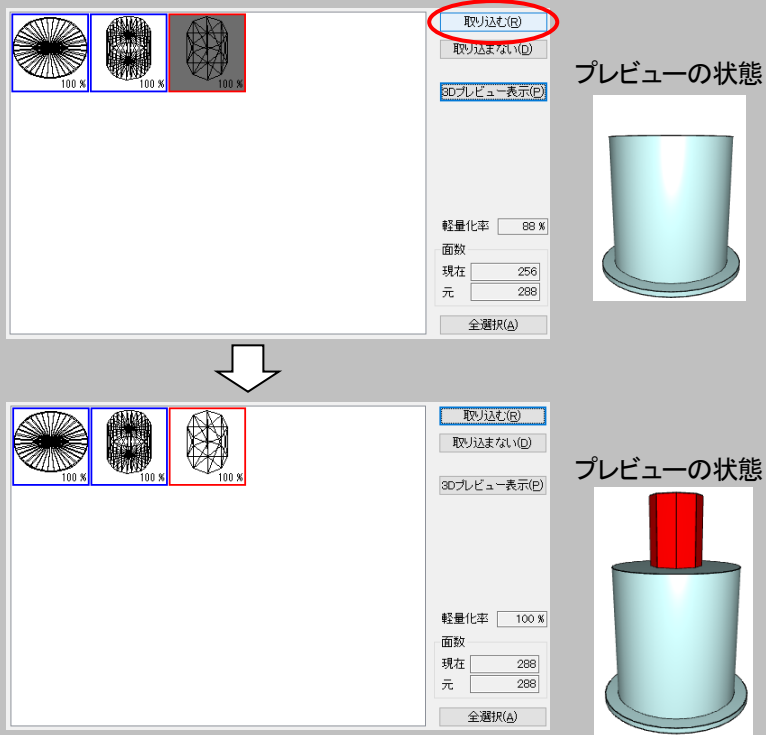 100 %
100 %
100 %
取り込む(R)
取り込まない(D)
3Dプレビュー表示(P)
軽量化率 88 %
面数
現在 256
元 288
全選択(A)
プレビューの状態
100 %
100 %
100 %
取り込む(R)
取り込まない(D)
3Dプレビュー表示(P)
軽量化率 100 %
面数
現在 288
元 288
全選択(A)
プレビューの状態